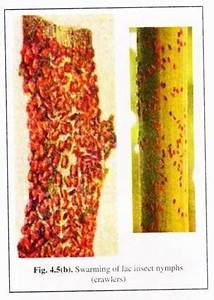 Fig. 4.5(b). Swarming of lac insect nymphs
(crawlers)